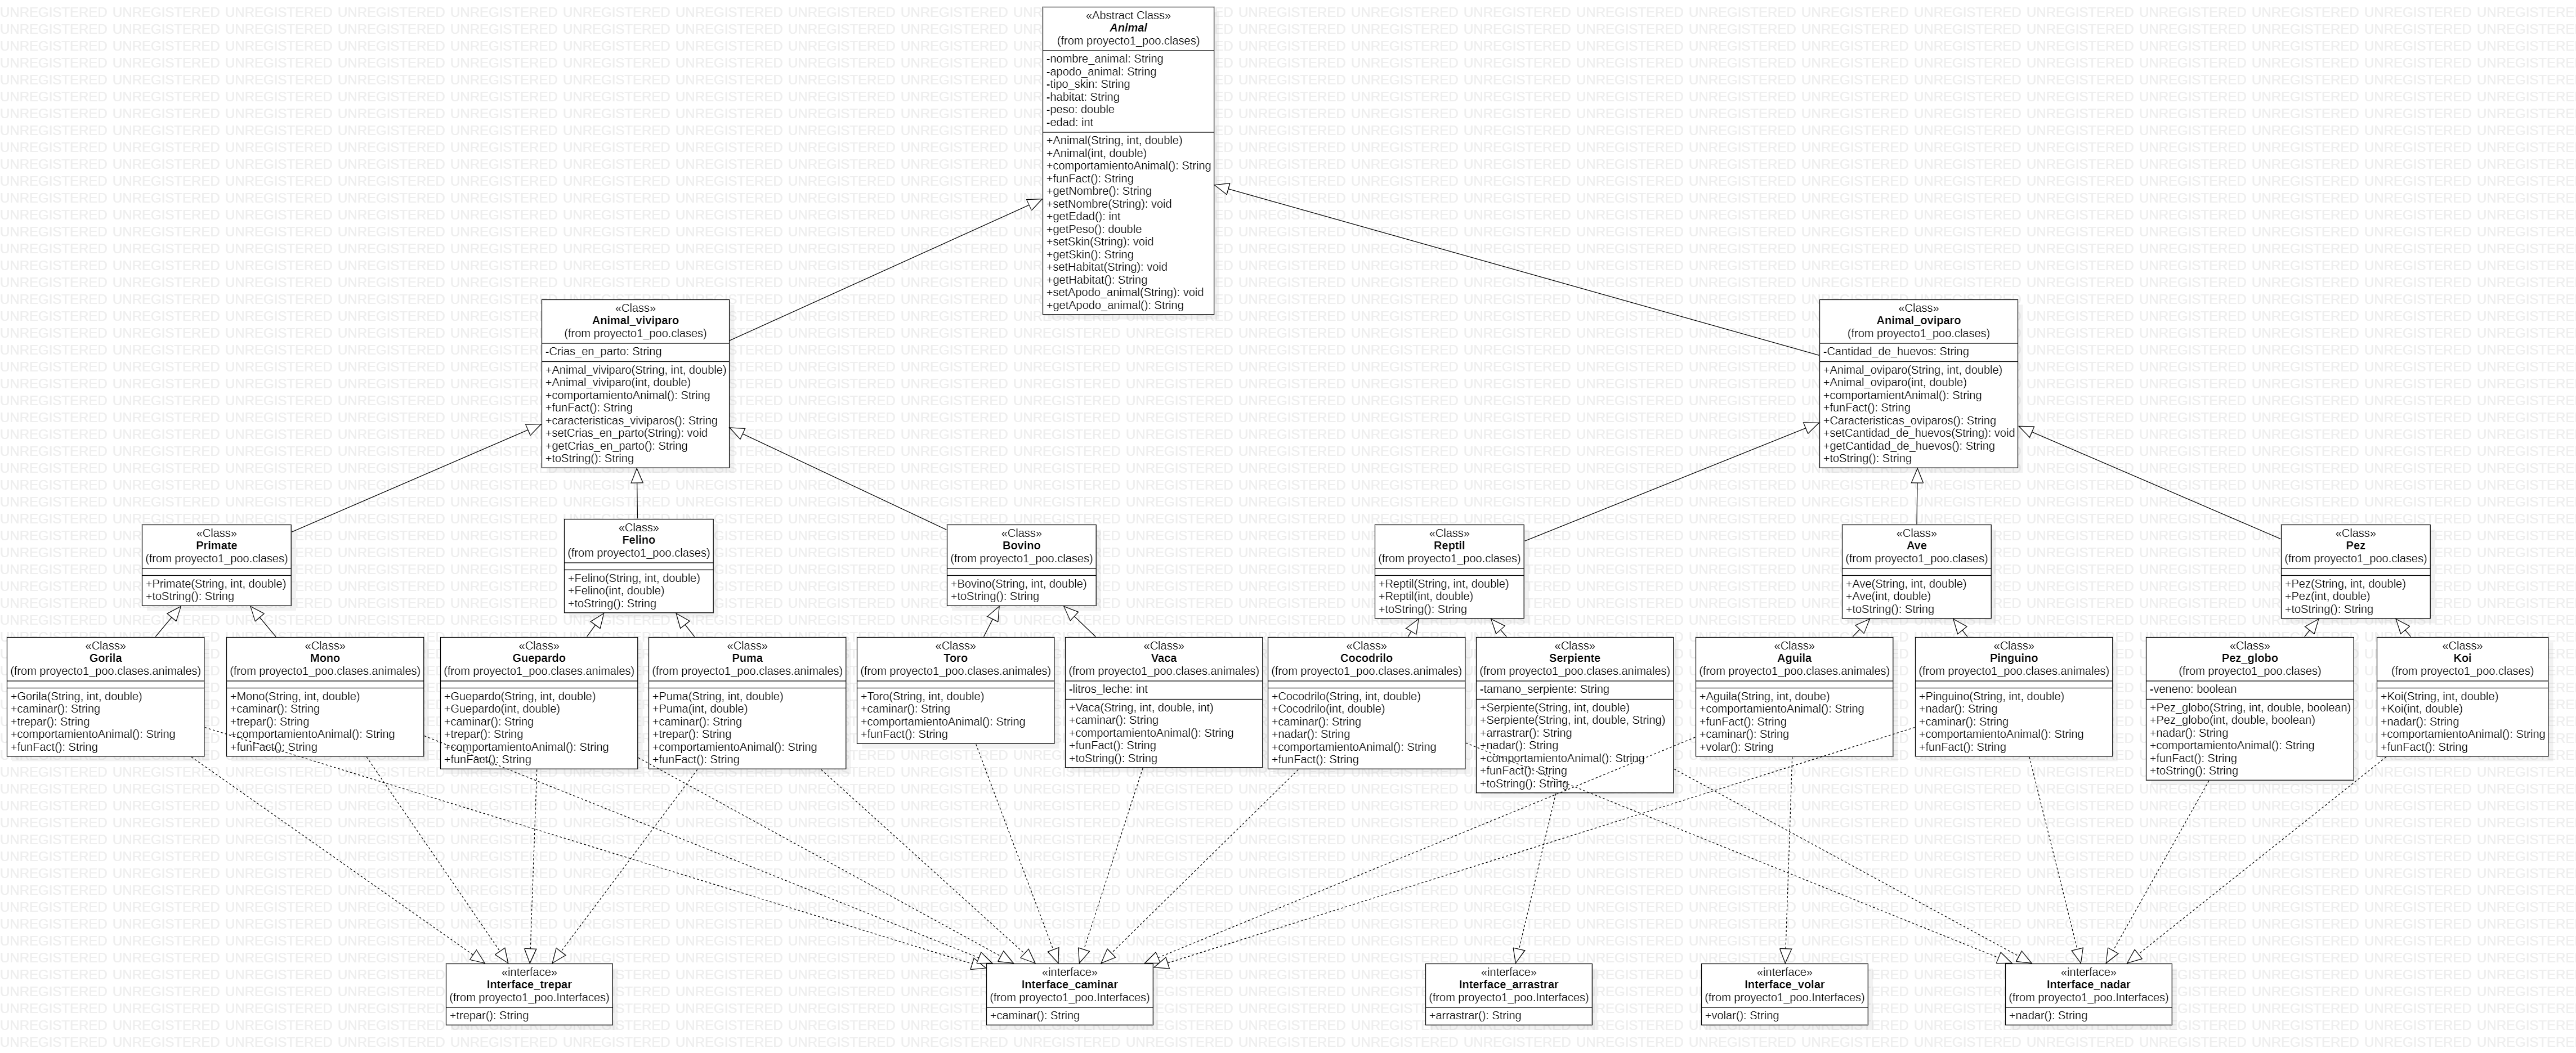 «Abstract Class»
Animal
(from proyecto1_poo.clases)
-nombre_animal: String
-apodo_animal: String
-tipo_skin: String
-habitat: String
-peso: double
-edad: int
+Animal(String, int, double)
+Animal(int, double)
+comportamientoAnimal(): String
+funFact(): String
+getNombre(): String
+setNombre(String): void
+getEdad(): int
+getPeso(): double
+setSkin(String): void
+getSkin(): String
+setHabitat(String): void
+getHabitat(): String
+setApodo_animal(String): void
+getApodo_animal(): String
«Class»
Animal_viviparo
(from proyecto1_poo.clases)
-Crias_en_parto: String
+Animal_viviparo(String, int, double)
+Animal_viviparo(int, double)
+comportamientoAnimal(): String
+funFact(): String
+caracteristicas_viviparos(): String
+setCrias_en_parto(String): void
+getCrias_en_parto(): String
+toString(): String
«Class»
Animal_oviparo
(from proyecto1_poo.clases)
-Cantidad_de_huevos: String
+Animal_oviparo(String, int, double)
+Animal_oviparo(int, double)
+comportamientAnimal(): String
+funFact(): String
+Caracteristicas_oviparos(): String
+setCantidad_de_huevos(String): void
+getCantidad_de_huevos(): String
+toString(): String
«Class»
Primate
(from proyecto1_poo.clases)
+Primate(String, int, double)
+toString(): String
«Class»
Felino
(from proyecto1_poo.clases)
+Felino(String, int, double)
+Felino(int, double)
+toString(): String
«Class»
Bovino
(from proyecto1_poo.clases)
+Bovino(String, int, double)
+toString(): String
«Class»
Reptil
(from proyecto1_poo.clases)
+Reptil(String, int, double)
+Reptil(int, double)
+toString(): String
«Class»
Ave
(from proyecto1_poo.clases)
+Ave(String, int, double)
+Ave(int, double)
+toString(): String
«Class»
Pez
(from proyecto1_poo.clases)
+Pez(String, int, double)
+Pez(int, double)
+toString(): String
«Class»
Gorila
(from proyecto1_poo.clases.animales)
+Gorila(String, int, double)
+caminar(): String
+trepar(): String
+comportamientoAnimal(): String
+funFact(): String
«Class»
Mono
(from proyecto1_poo.clases.animales)
+Mono(String, int, double)
+caminar(): String
+trepar(): String
+comportamientoAnimal(): String
+funFact(): String
«Class»
Guepardo
(from proyecto1_poo.clases.animales)
+Guepardo(String, int, double)
+Guepardo(int, double)
+caminar(): String
+trepar(): String
+comportamientoAnimal(): String
+funFact(): String
«Class»
Puma
(from proyecto1_poo.clases.animales)
+Puma(String, int, double)
+Puma(int, double)
+caminar(): String
+trepar(): String
+comportamientoAnimal(): String
+funFact(): String
«Class»
Toro
(from proyecto1_poo.clases.animales)
+Toro(String, int, double)
+caminar(): String
+comportamientoAnimal(): String
+funFact(): String
«Class»
Vaca
(from proyecto1_poo.clases.animales)
-litros_leche: int
+Vaca(String, int, double, int)
+caminar(): String
+comportamientoAnimal(): String
+funFact(): String
+toString(): String
«Class»
Cocodrilo
(from proyecto1_poo.clases.animales)
+Cocodrilo(String, int, double)
+Cocodrilo(int, double)
+caminar(): String
+nadar(): String
+comportamientoAnimal(): String
+funFact(): String
«Class»
Serpiente
(from proyecto1_poo.clases.animales)
-tamano_serpiente: String
+Serpiente(String, int, double)
+Serpiente(String, int, double, String)
+arrastrar(): String
+nadar(): String
+comportamientoAnimal(): String
+funFact(): String
+toString(): String
«Class»
Aguila
(from proyecto1_poo.clases.animales)
+Aguila(String, int, doube)
+comportamientoAnimal(): String
+funFact(): String
+caminar(): String
+volar(): String
«Class»
Pinguino
(from proyecto1_poo.clases.animales)
+Pinguino(String, int, double)
+nadar(): String
+caminar(): String
+comportamientoAnimal(): String
+funFact(): String
«Class»
Pez_globo
(from proyecto1_poo.clases)
-veneno: boolean
+Pez_globo(String, int, double, boolean)
+Pez_globo(int, double, boolean)
+nadar(): String
+comportamientoAnimal(): String
+funFact(): String
+toString(): String
«Class»
Koi
(from proyecto1_poo.clases)
+Koi(String, int, double)
+Koi(int, double)
+nadar(): String
+comportamientoAnimal(): String
+funFact(): String
«interface»
Interface_trepar
(from proyecto1_poo.Interfaces)
+trepar(): String
«interface»
Interface_caminar
(from proyecto1_poo.Interfaces)
+caminar(): String
«interface»
Interface_arrastrar
(from proyecto1_poo.Interfaces)
+arrastrar(): String
«interface»
Interface_volar
(from proyecto1_poo.Interfaces)
+volar(): String
«interface»
Interface_nadar
(from proyecto1_poo.Interfaces)
+nadar(): String